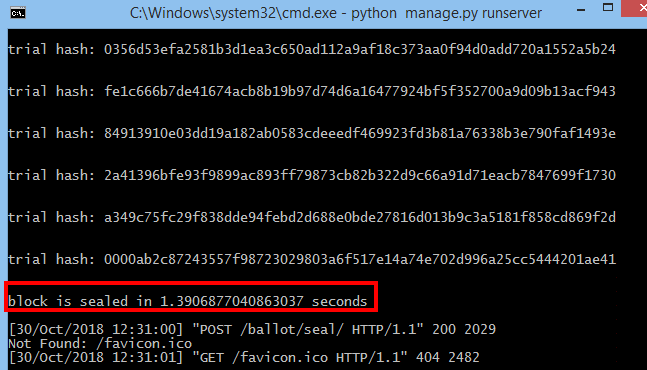 C:\Windows\system32\cmd.exe - python  manage.py runserver
trial hash: 0356d53efa2581b3d1ea3c650ad112a9af18c373aa0f94d0add720a1552a5b24
trial hash: fe1c666b7de41674acb8b19b97d74d6a16477924bf5f352700a9d09b13acf943
trial hash: 84913910e03dd19a182ab0583cdeeedf469923fd3b81a76338b3e790faf1493e
trial hash: 2a41396bfe93f9899ac893ff79873cb82b322d9c66a91d71eacb7847699f1730
trial hash: a349c75fc29f838dde94febd2d688e0bde27816d013b9c3a5181f858cd869f2d
trial hash: 0000ab2c87243557f98723029803a6f517e14a74e702d996a25cc5444201ae41
block is sealed in 1.3906877040863037 seconds
[30/Oct/2018 12:31:00] "POST /ballot/seal/ HTTP/1.1" 200 2029
Not Found: /favicon.ico
[30/Oct/2018 12:31:01] "GET /favicon.ico HTTP/1.1" 404 2482